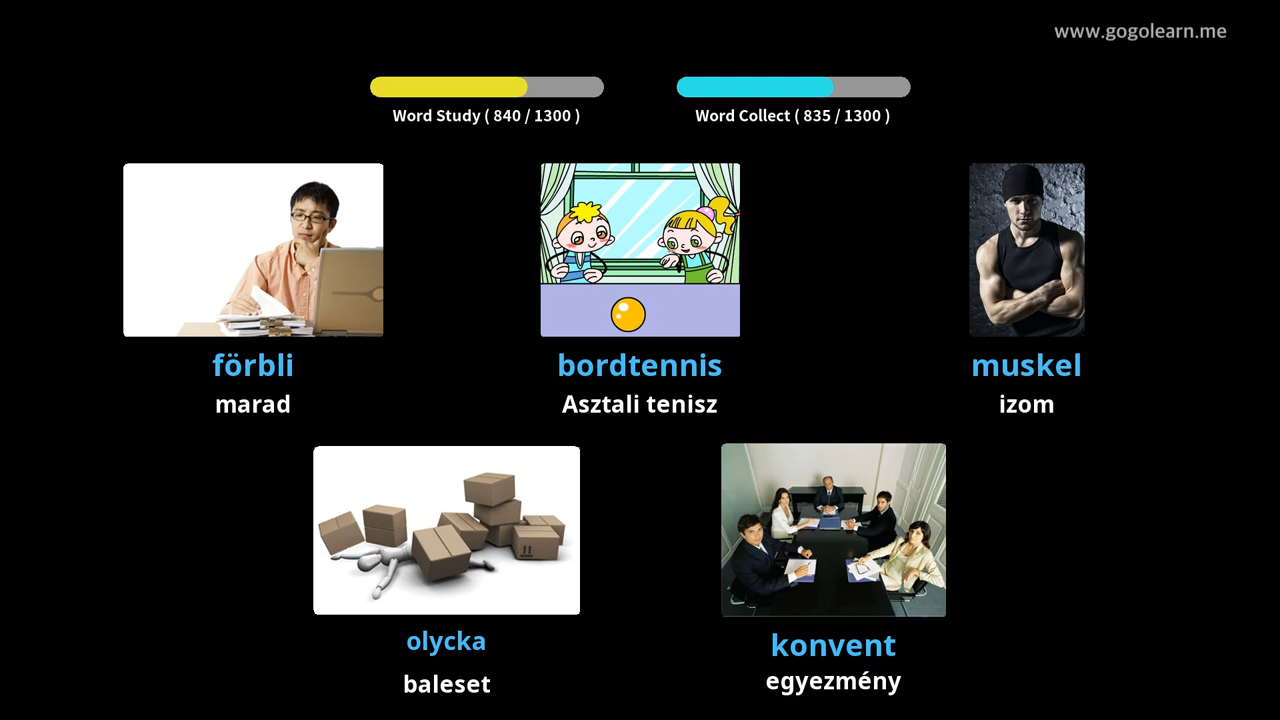 www.gogolearn.me
Word Study ( 840 / 1300 )
Word Collect ( 835 / 1300 )
förbli
bordtennis
muskel
marad
Asztali tenisz
izom
olycka
konvent
baleset
egyezmény